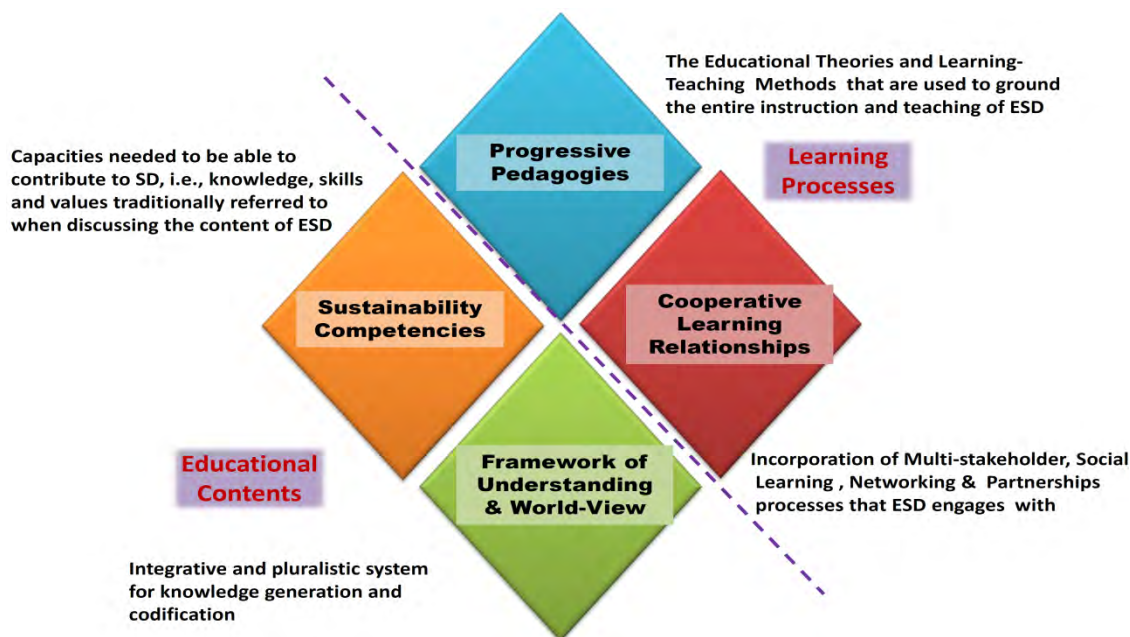 The Educational Theories and Learning-
Teaching Methods that are used to ground
the entire instruction and teaching of ESD
Progressive
Pedagogies
Learning
Processes
Capacities needed to be able to
contribute to SD, i.e., knowledge, skills
and values traditionally referred to
when discussing the content of ESD
Sustainability
Competencies
Cooperative
Learning
Relationships
Educational
Contents
Framework of
Understanding
& World-View
Incorporation of Multi-stakeholder, Social
Learning , Networking & Partnerships
processes that ESD engages with
Integrative and pluralistic system
for knowledge generation and
codification